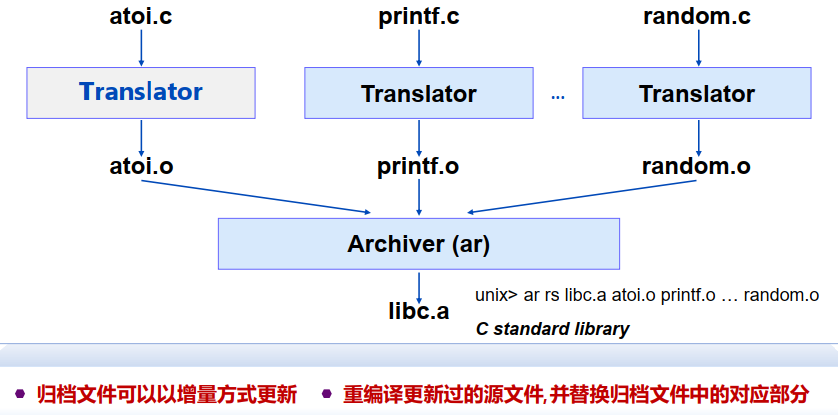 atoi.c printf.c random.c
Translator Translator ... Translator
atoi.o printf.o random.o
Archiver (ar)
libc.a
unix> ar rs libc.a atoi.o printf.o … random.o
C standard library
归档文件可以以增量方式更新
重编译更新过的源文件,并替换归档文件中的对应部分